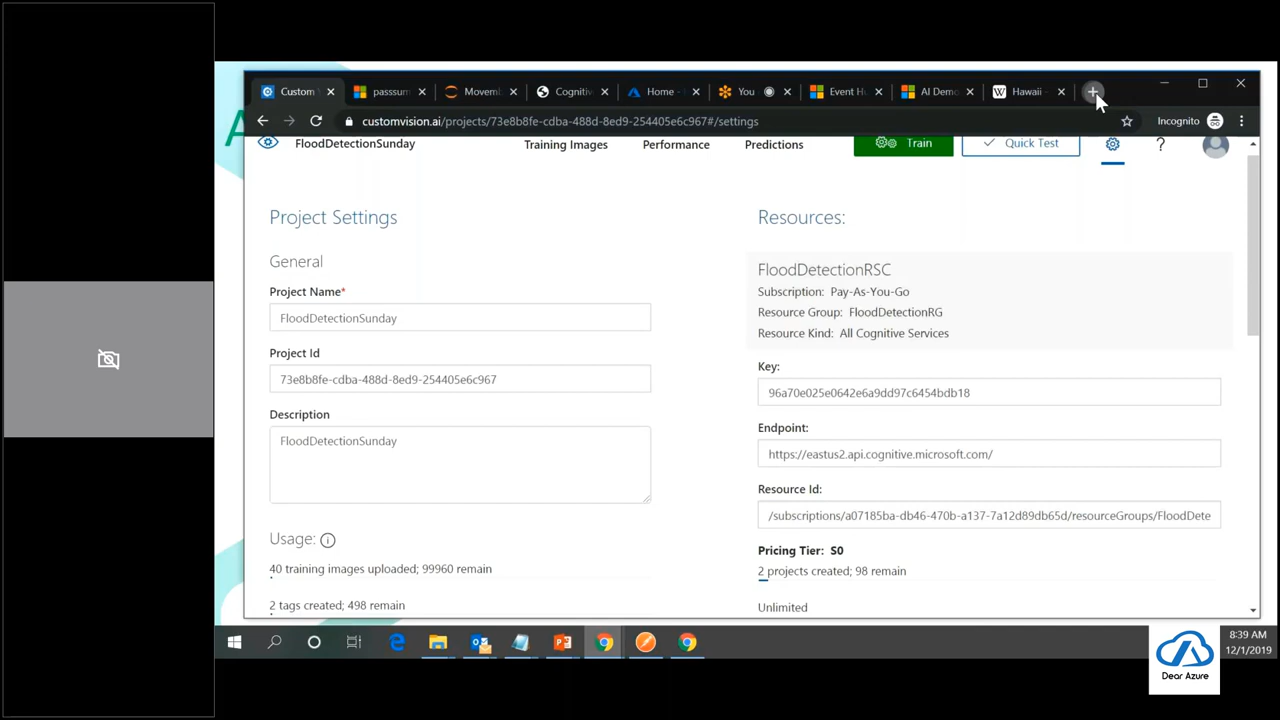 Custom
passsum
Movemb
Cognitiv
Home -
You
Event H
AI Demo
Hawaii -
customvision.ai/projects/73e8b8fe-cdba-488d-8ed9-254405e6c967#/settings
Incognito
FloodDetectionSunday
Training Images
Performance
Predictions
Train
Quick Test
?
Project Settings
General
Project Name*
FloodDetectionSunday
Project Id
73e8b8fe-cdba-488d-8ed9-254405e6c967
Description
FloodDetectionSunday
Usage:
40 training images uploaded; 99960 remain
2 tags created; 498 remain
Resources:
FloodDetectionRSC
Subscription: Pay-As-You-Go
Resource Group: FloodDetectionRG
Resource Kind: All Cognitive Services
Key:
96a70e025e0642e6a9dd97c6454bdb18
Endpoint:
https://eastus2.api.cognitive.microsoft.com/
Resource Id:
/subscriptions/a07185ba-db46-470b-a137-7a12d89db65d/resourceGroups/FloodDete
Pricing Tier: S0
2 projects created; 98 remain
Unlimited
8:39 AM
12/1/2019
Dear Azure